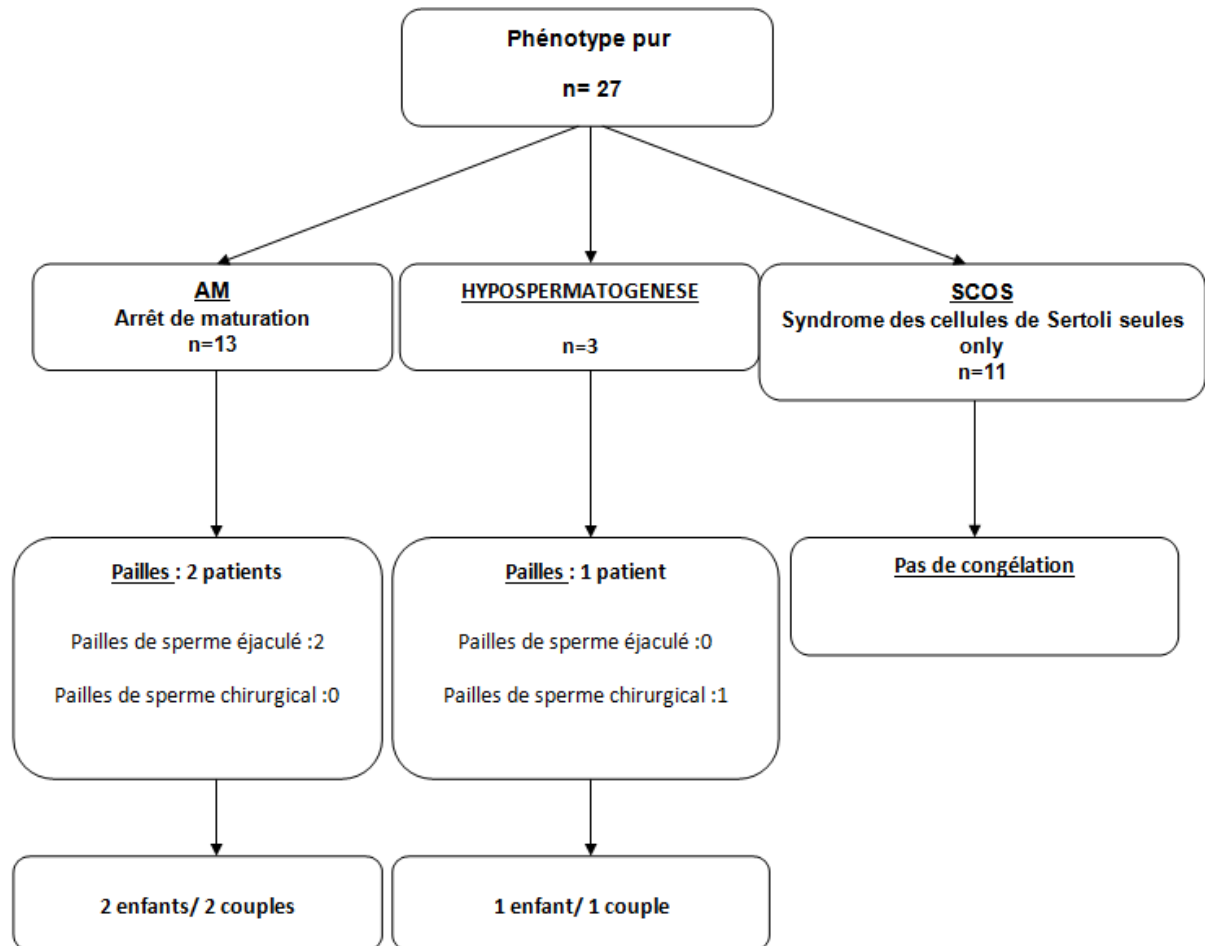 Phénotype pur
n= 27
AM
Arrêt de maturation
n=13
HYPOSPERMATOGENESE
n=3
SCOS
Syndrome des cellules de Sertoli seules
only
n=11
Pailles : 2 patients
Pailles de sperme éjaculé :2
Pailles de sperme chirurgical :0
Pailles : 1 patient
Pailles de sperme éjaculé :0
Pailles de sperme chirurgical :1
Pas de congélation
2 enfants/ 2 couples
1 enfant/ 1 couple